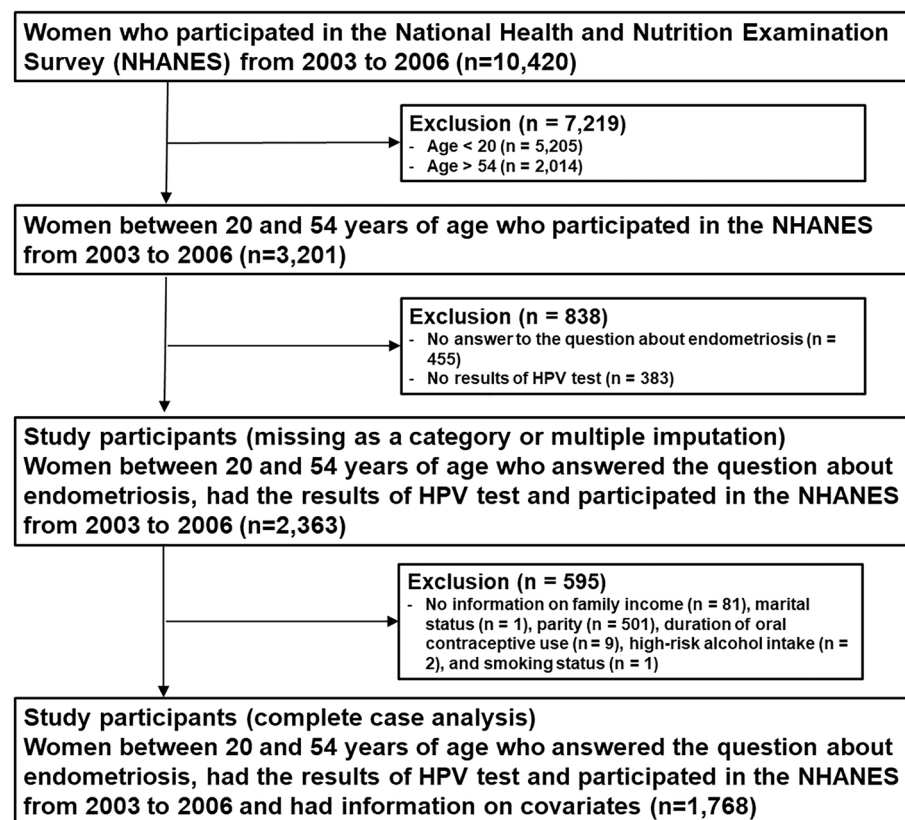 Women who participated in the National Health and Nutrition Examination
Survey (NHANES) from 2003 to 2006 (n=10,420)
Exclusion (n = 7,219)
- Age < 20 (n = 5,205)
- Age > 54 (n = 2,014)
Women between 20 and 54 years of age who participated in the NHANES
from 2003 to 2006 (n=3,201)
Exclusion (n = 838)
- No answer to the question about endometriosis (n =
455)
- No results of HPV test (n = 383)
Study participants (missing as a category or multiple imputation)
Women between 20 and 54 years of age who answered the question about
endometriosis, had the results of HPV test and participated in the NHANES
from 2003 to 2006 (n=2,363)
Exclusion (n = 595)
- No information on family income (n = 81), marital
status (n = 1), parity (n = 501), duration of oral
contraceptive use (n = 9), high-risk alcohol intake (n =
2), and smoking status (n = 1)
Study participants (complete case analysis)
Women between 20 and 54 years of age who answered the question about
endometriosis, had the results of HPV test and participated in the NHANES
from 2003 to 2006 and had information on covariates (n=1,768)